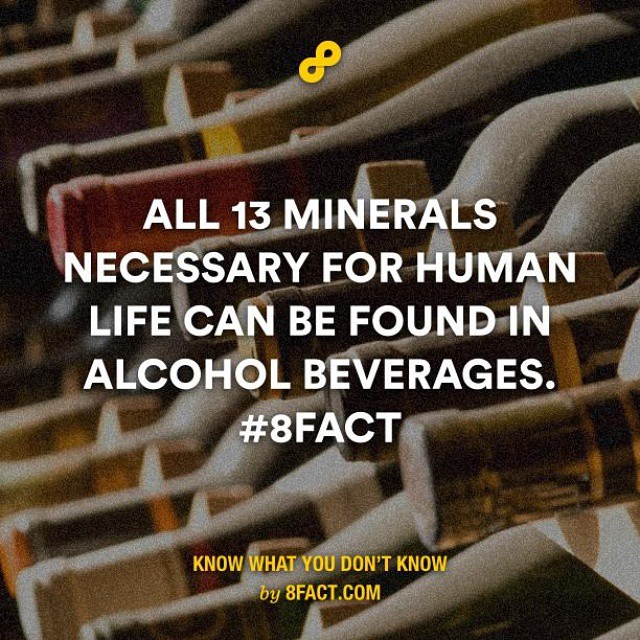 ALL 13 MINERALS
NECESSARY FOR HUMAN
LIFE CAN BE FOUND IN
ALCOHOL BEVERAGES.
#8FACT
KNOW WHAT YOU DON'T KNOW
by 8FACT.COM